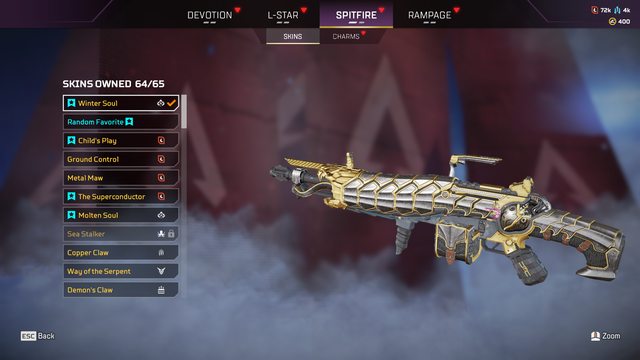 DEVOTION
L-STAR
SPITFIRE
RAMPAGE
72k 4k
400
SKINS
CHARMS
SKINS OWNED 64/65
Winter Soul
Random Favorite
Child's Play
Ground Control
Metal Maw
The Superconductor
Molten Soul
Sea Stalker
Copper Claw
Way of the Serpent
Demon's Claw
ESC Back
Zoom